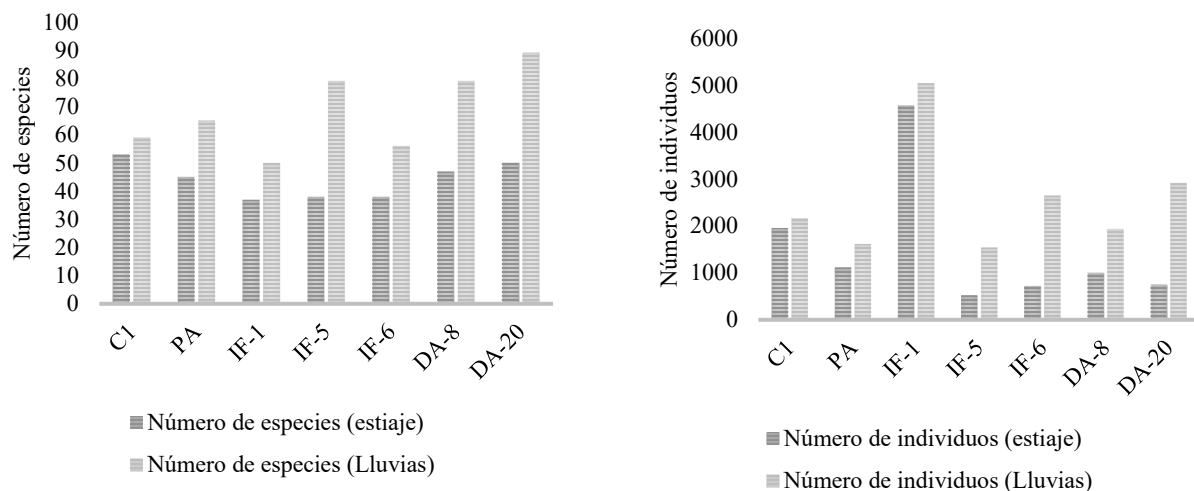 Número de especies
100
90
80
70
60
50
40
30
20
10
0
C1
PA
IF-1
IF-5
IF-6
DA-8
DA-20
Número de especies (estiaje)
Número de especies (Lluvias)
Número de individuos
6000
5000
4000
3000
2000
1000
0
C1
PA
IF-1
IF-5
IF-6
DA-8
DA-20
Número de individuos (estiaje)
Número de individuos (Lluvias)